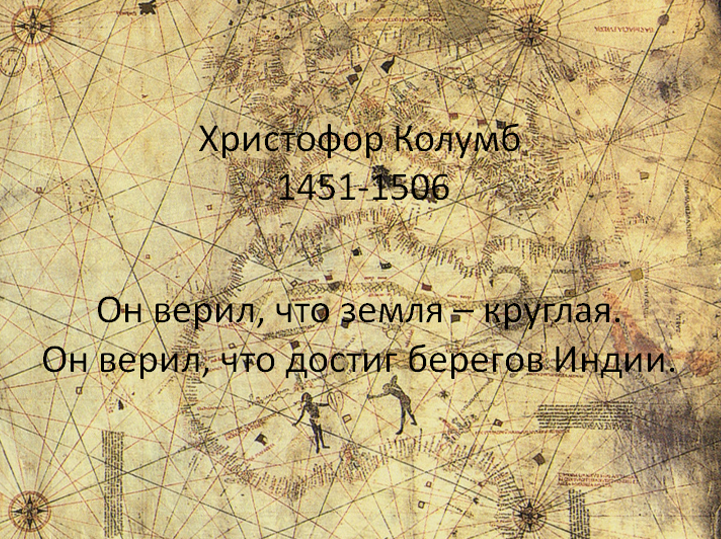 Христофор Колумб
1451-1506
Он верил, что земля – круглая.
Он верил, что достиг берегов Индии.